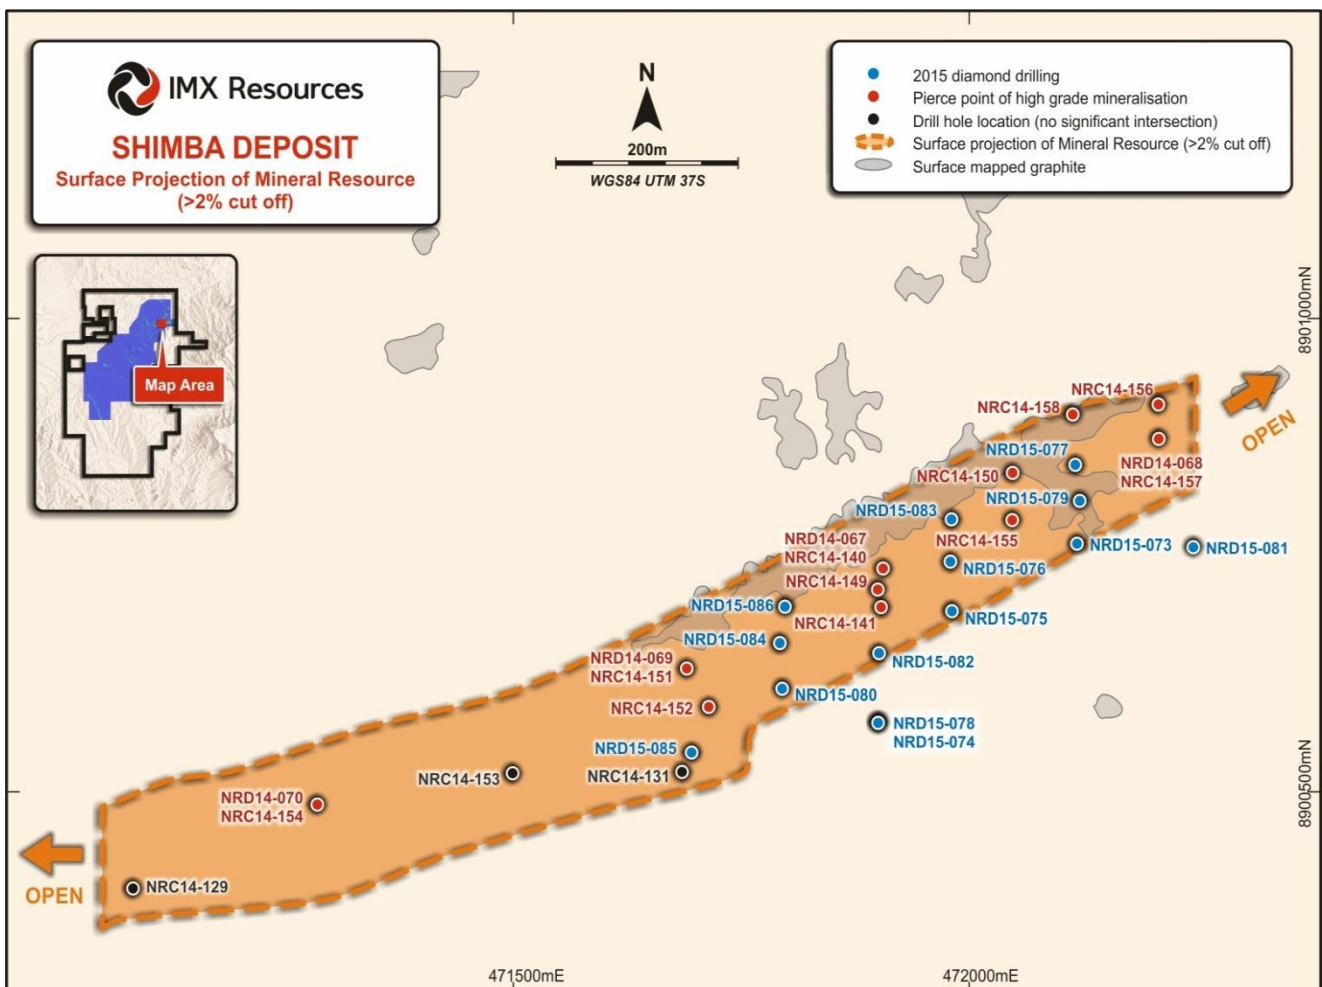 IMX Resources
SHIMBA DEPOSIT
Surface Projection of Mineral Resource
(>2% cut off)
N
200m
WGS84 UTM 37S
2015 diamond drilling
Pierce point of high grade mineralisation
Drill hole location (no significant intersection)
Surface projection of Mineral Resource (>2% cut off)
Surface mapped graphite
Map Area
8901000mN
OPEN
NRC14-156
NRC14-158
NRD15-077
NRD14-068
NRC14-157
NRC14-150
NRD15-079
NRD15-083
NRC14-155
NRD15-073
NRD15-081
NRD14-067
NRC14-140
NRD15-076
NRC14-149
NRD15-086
NRC14-141
NRD15-075
NRD15-084
NRD15-082
NRD14-069
NRC14-151
NRD15-080
NRC14-152
NRD15-078
NRD15-074
NRD15-085
NRC14-131
NRC14-153
NRD14-070
NRC14-154
8900500mN
NRC14-129
OPEN
471500mE
472000mE